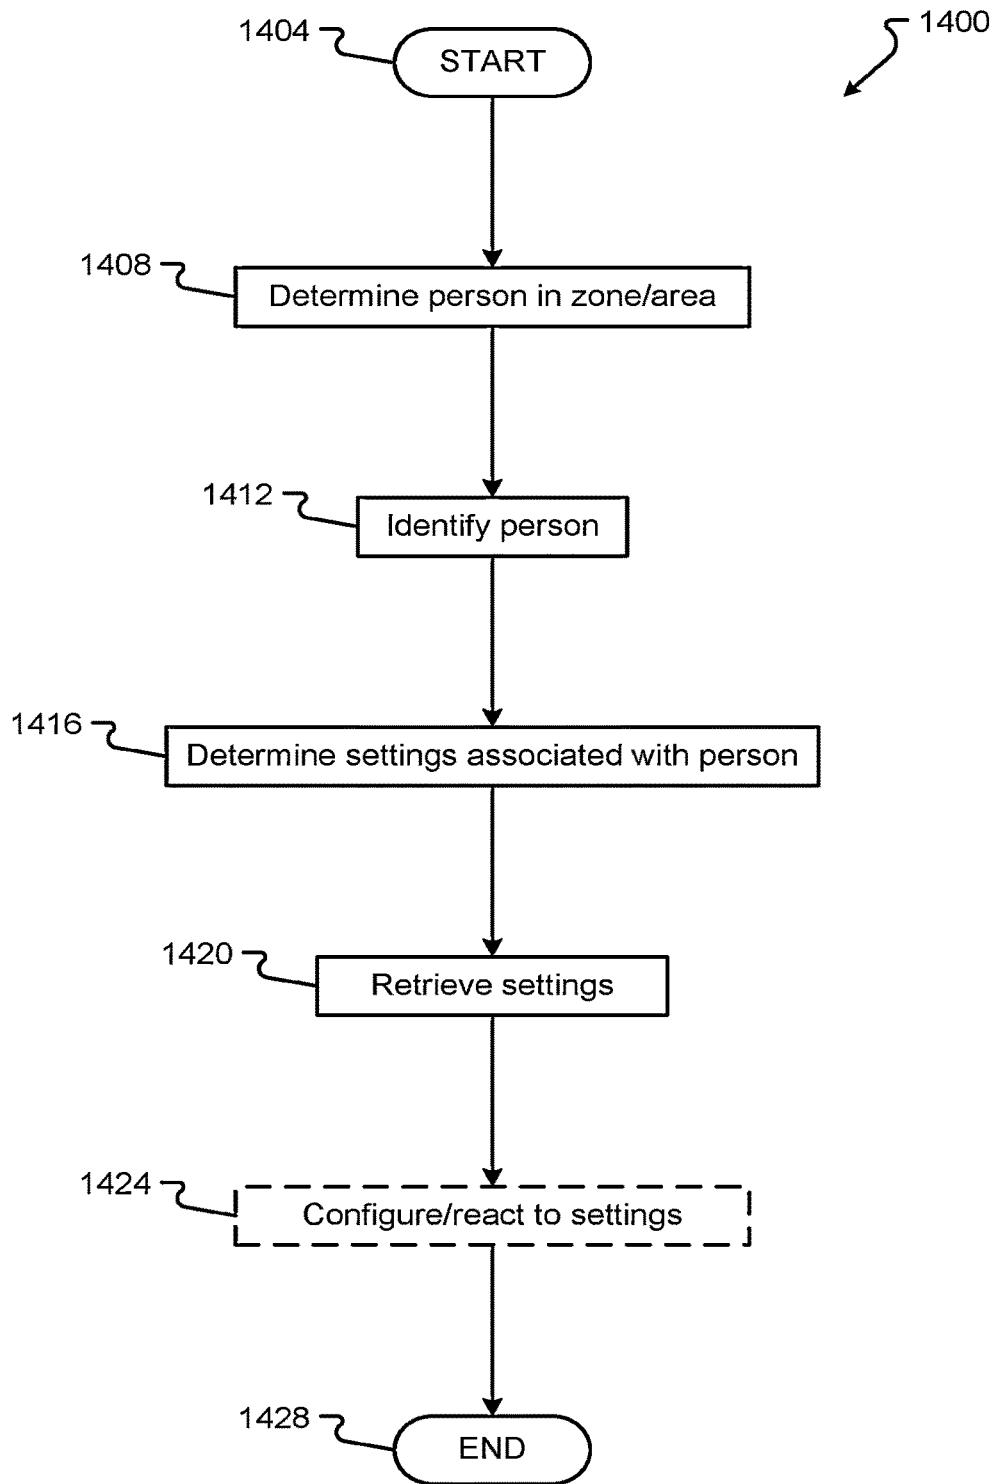 1400
1404
START
1408
Determine person in zone/area
1412
Identify person
1416
Determine settings associated with person
1420
Retrieve settings
1424
Configure/react to settings
1428
END